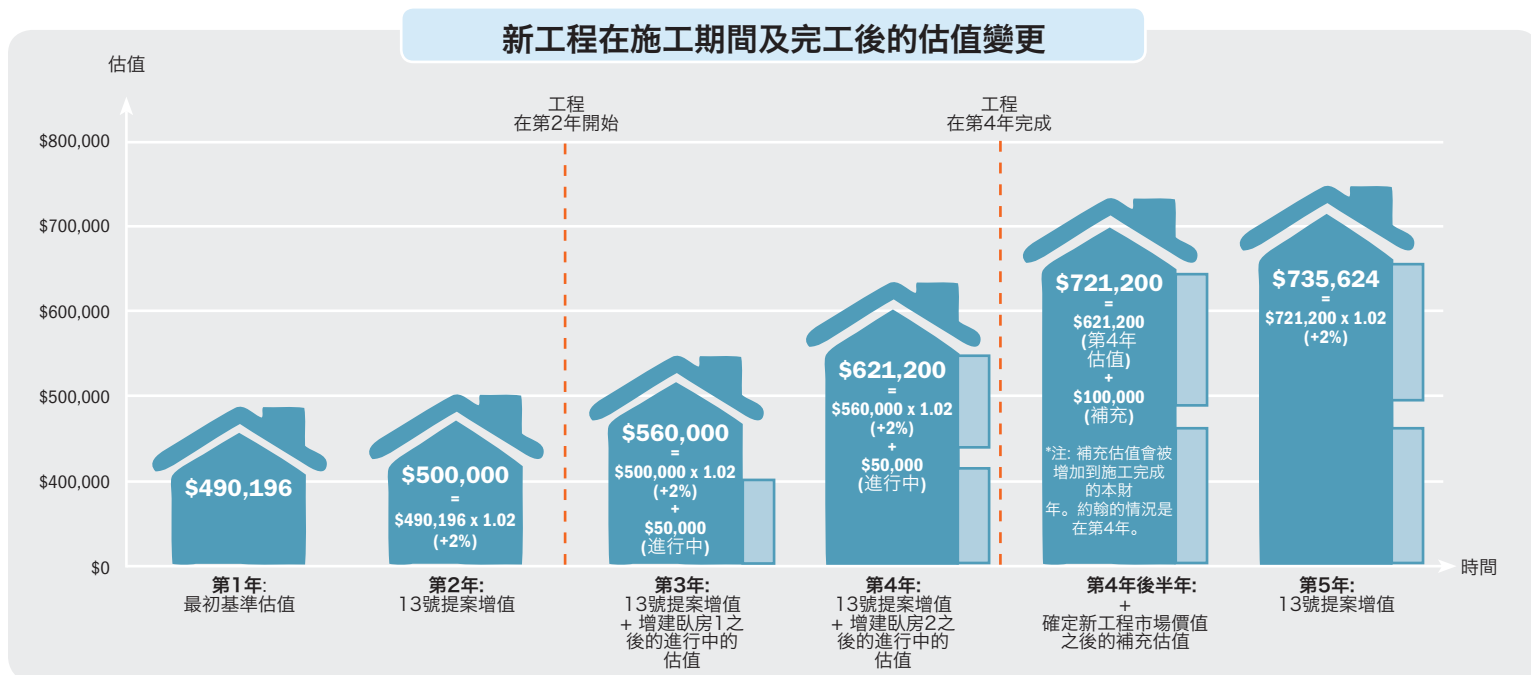 新工程在施工期間及完工後的估值變更
估值
工程
在第2年開始
工程
在第4年完成
$800,000
$700,000
$600,000
$500,000
$400,000
$0
$490,196
$500,000
=
$490,196 x 1.02
(+2%)
$560,000
=
$500,000 x 1.02
(+2%)
+
$50,000
(進行中)
$621,200
=
$560,000 x 1.02
(+2%)
+
$50,000
(進行中)
$721,200
=
$621,200
(第4年
估值)
+
$100,000
(補充)
*注: 補充估值會被
增加到施工完成
的本財
年。約翰的情況是
在第4年。
$735,624
=
$721,200 x 1.02
(+2%)
時間
第1年:
最初基準估值
第2年:
13號提案增值
第3年:
13號提案增值
+ 增建臥房1之
後的進行中的
估值
第4年:
13號提案增值
+ 增建臥房2之
後的進行中的
估值
第4年後半年:
+
確定新工程市場價值
之後的補充估值
第5年:
13號提案增值